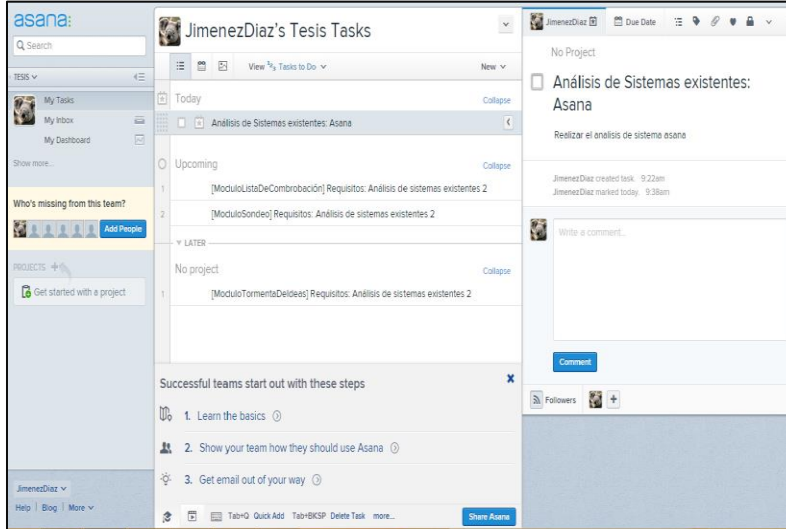 asana:
Search
TESIS
My Tasks
My Inbox
My Dashboard
Show more...
Who's missing from this team?
Add People
PROJECTS
Get started with a project
JimenezDiaz
Help | Blog | More
JimenezDiaz's Tesis Tasks
View Tasks to Do
New
Today
Collapse
Análisis de Sistemas existentes: Asana
Upcoming
Collapse
1 [ModuloListaDeCombrobación] Requisitos: Análisis de sistemas existentes 2
2 [ModuloSondeo] Requisitos: Análisis de sistemas existentes 2
LATER
No project
Collapse
1 [ModuloTormentaDeIdeas] Requisitos: Análisis de sistemas existentes 2
Successful teams start out with these steps
X
1. Learn the basics
2. Show your team how they should use Asana
3. Get email out of your way
Tab+Q Quick Add Tab+BKSP Delete Task more...
Share Asana
JimenezDiaz
Due Date
No Project
Análisis de Sistemas existentes:
Asana
Realizar el analisis de sistema asana
JimenezDiaz created task. 9:22am
JimenezDiaz marked today. 9:38am
Write a comment...
Comment
Followers